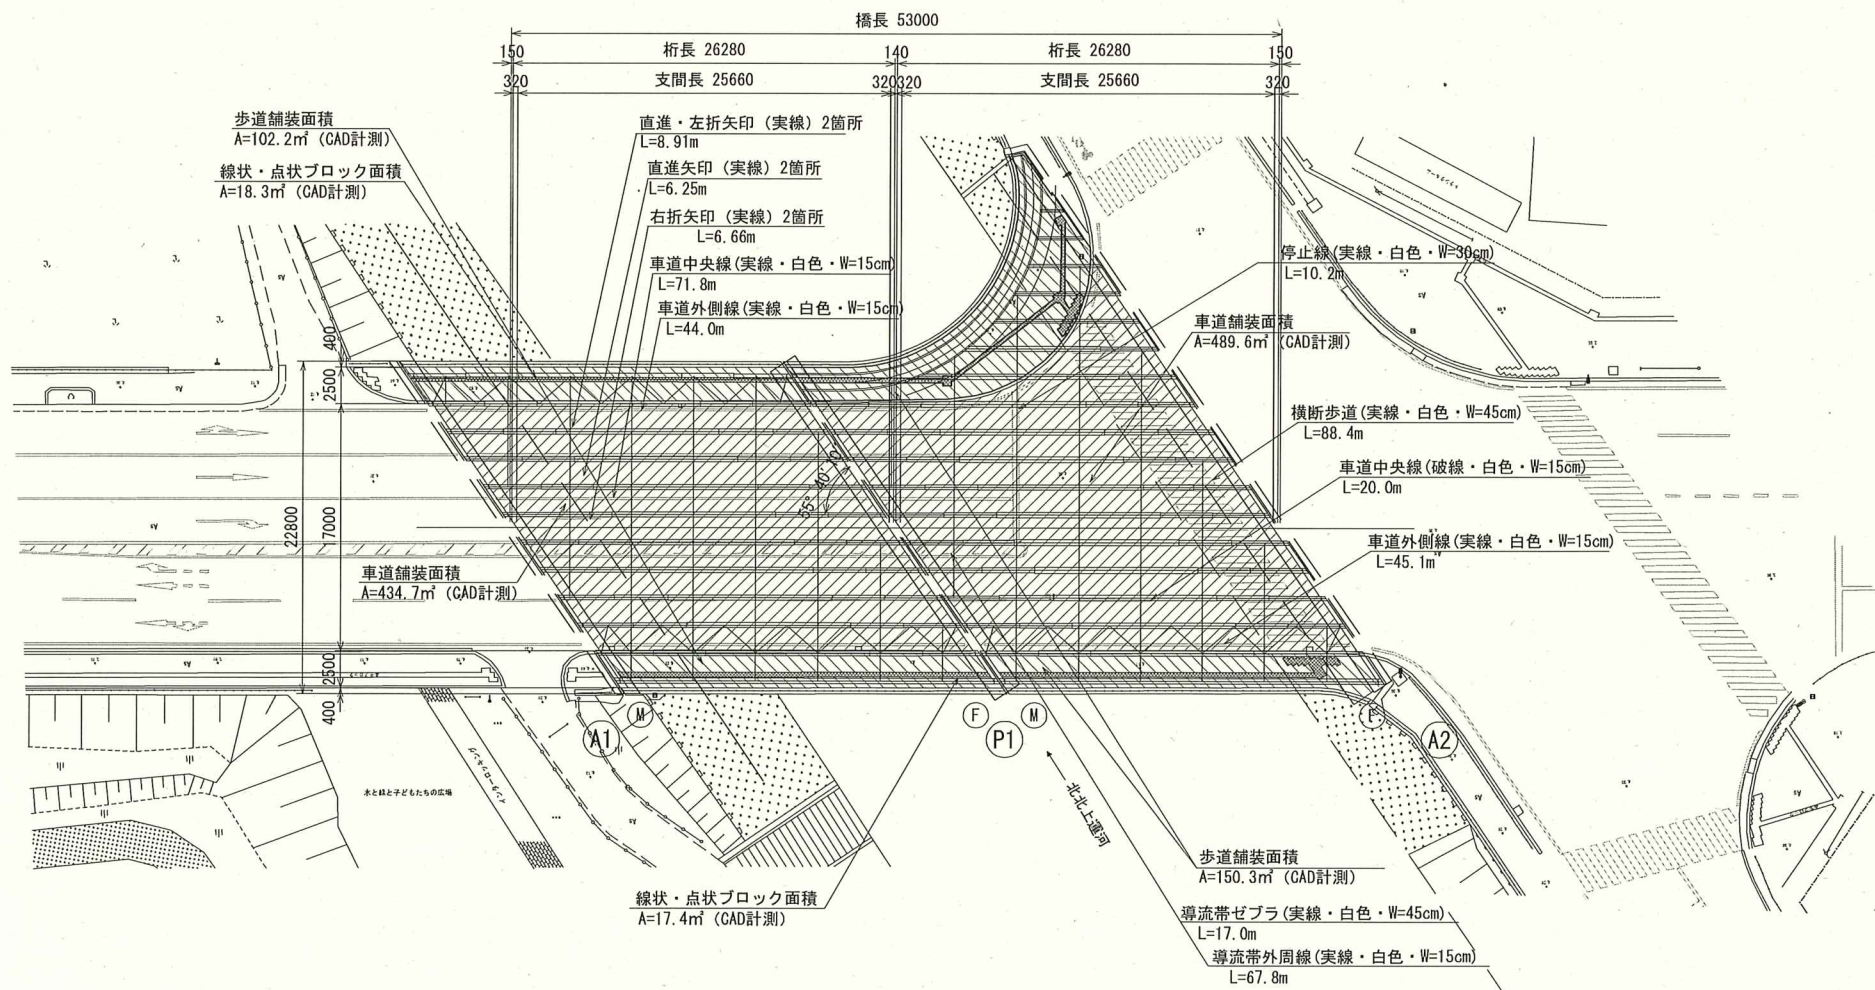 橋長 53000
150
桁長 26280
140
桁長 26280
150
320
支間長 25660
320
320
支間長 25660
320
歩道舗装面積
A=102.2㎡ (CAD計測)
線状・点状ブロック面積
A=18.3㎡ (CAD計測)
直進・左折矢印 (実線) 2箇所
L=8.91m
直進矢印 (実線) 2箇所
L=6.25m
右折矢印 (実線) 2箇所
L=6.66m
車道中央線(実線・白色・W=15cm)
L=71.8m
車道外側線(実線・白色・W=15cm)
L=44.0m
停止線(実線・白色・W=30cm)
L=10.2m
車道舗装面積
A=489.6㎡ (CAD計測)
横断歩道(実線・白色・W=45cm)
L=88.4m
車道中央線(破線・白色・W=15cm)
L=20.0m
車道外側線(実線・白色・W=15cm)
L=45.1m
400
2500
22800
17000
2500
400
車道舗装面積
A=434.7㎡ (CAD計測)
A1
M
F
M
P1
A2
水と緑と子どもたちの広場
北北上運河
線状・点状ブロック面積
A=17.4㎡ (CAD計測)
歩道舗装面積
A=150.3㎡ (CAD計測)
導流帯ゼブラ(実線・白色・W=45cm)
L=17.0m
導流帯外周線(実線・白色・W=15cm)
L=67.8m